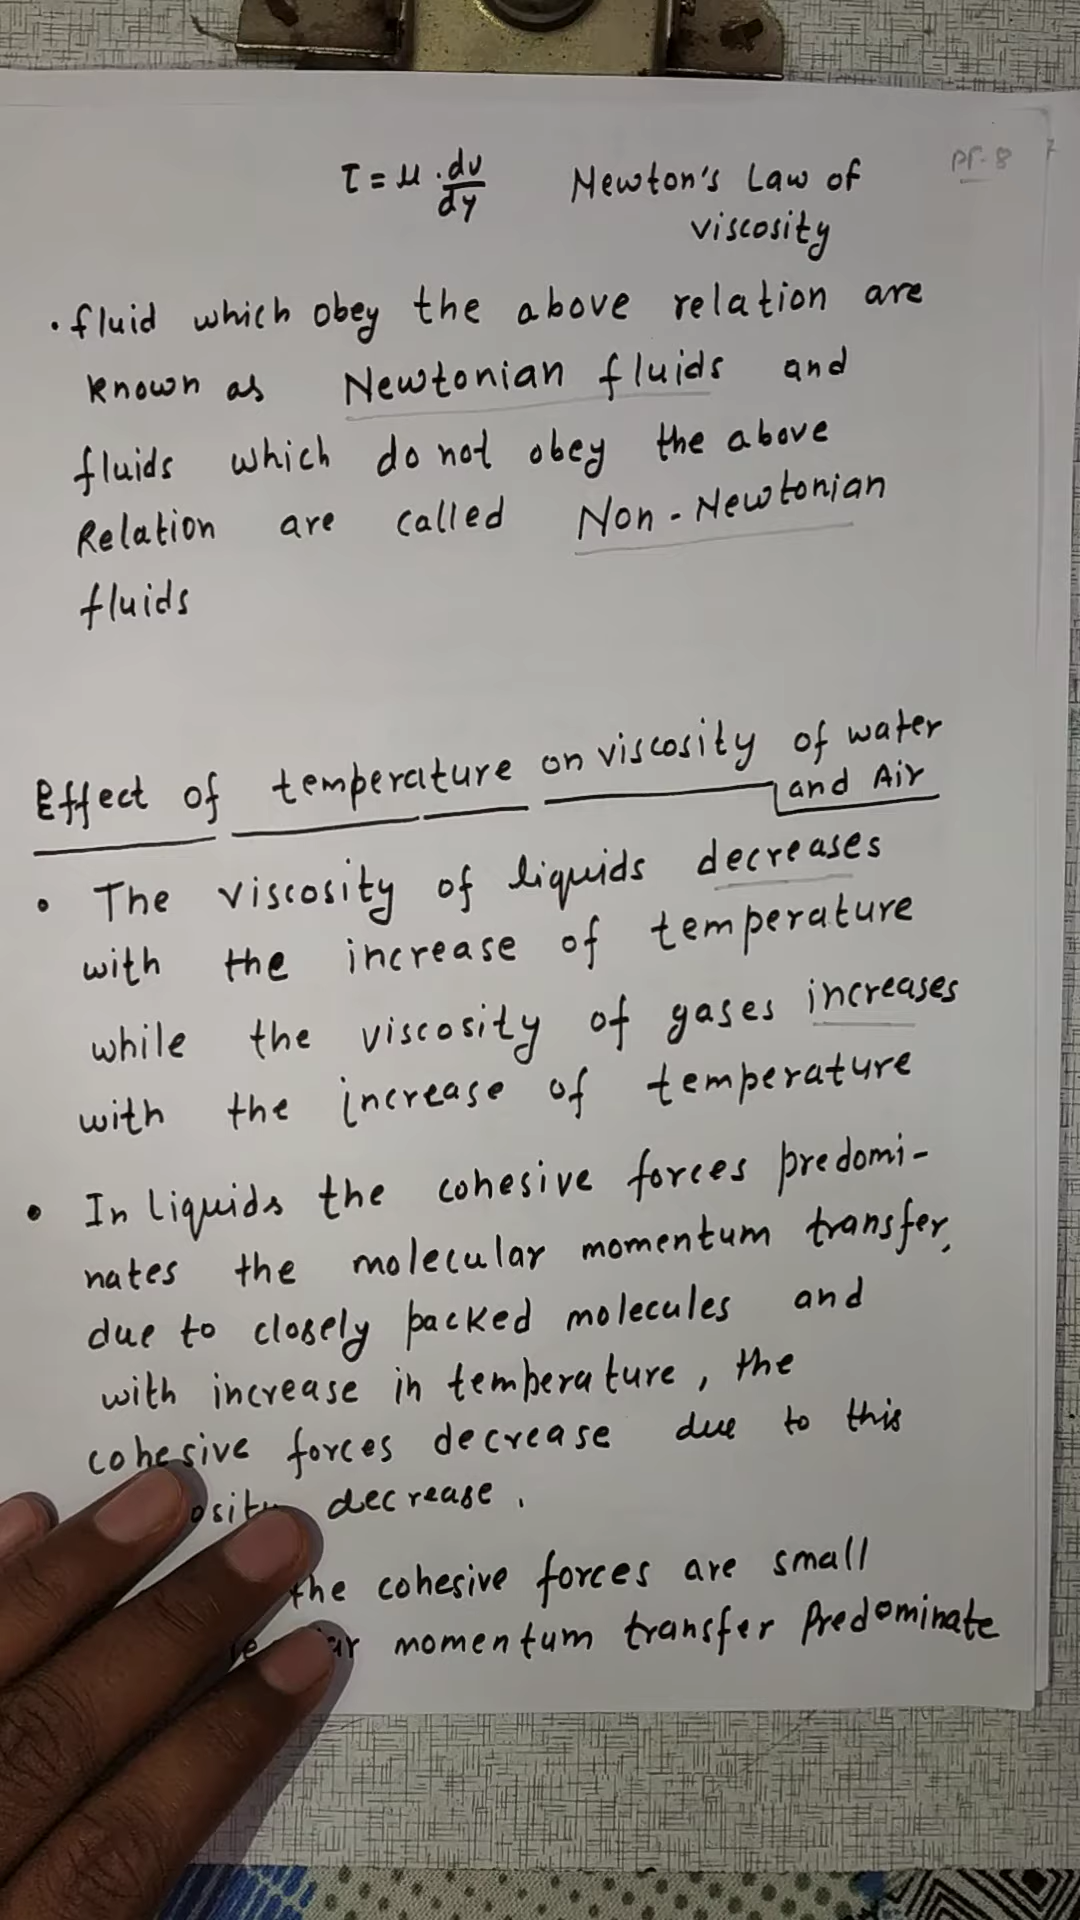 pr-8
τ = μ . du/dy Newton's Law of
viscosity
. fluid which obey the above relation are
known as Newtonian fluids and
fluids which do not obey the above
Relation are called Non - Newtonian
fluids
Effect of temperature on viscosity of water
and Air
• The viscosity of liquids decreases
with the increase of temperature
while the viscosity of gases increases
with the increase of temperature
• In liquids the cohesive forces predomi-
nates the molecular momentum transfer,
due to closely packed molecules and
with increase in temperature, the
cohesive forces decrease due to this
decrease.
the cohesive forces are small
momentum transfer Predominate